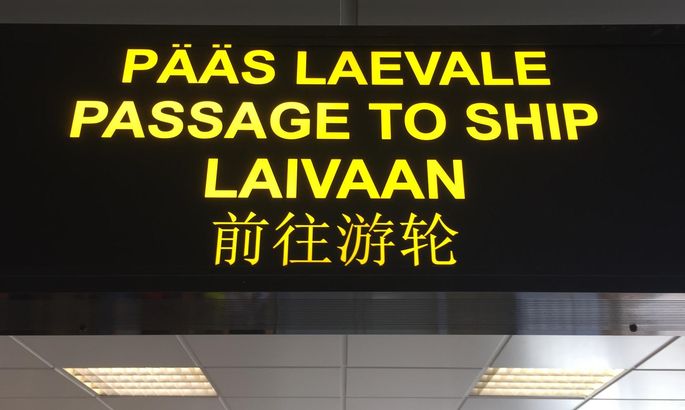 PÄÄS LAEVALE
PASSAGE TO SHIP
LAIVAAN
前往游轮